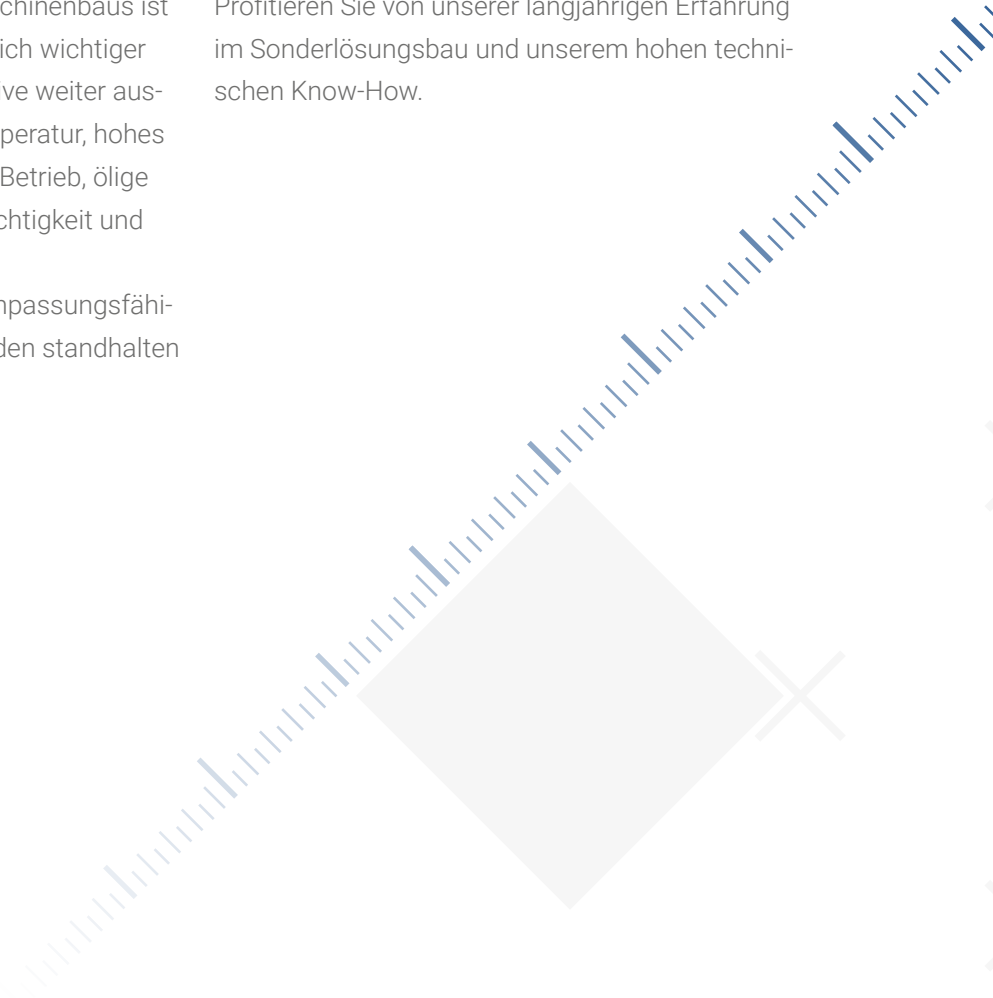 chinenbaus ist
ich wichtiger
ive weiter aus-
peratur, hohes
Betrieb, ölige
chtigkeit und
npassungsfähi-
den standhalten
Profitieren Sie von unserer langjährigen Erfahrung
im Sonderlösungsbau und unserem hohen techni-
schen Know-How.